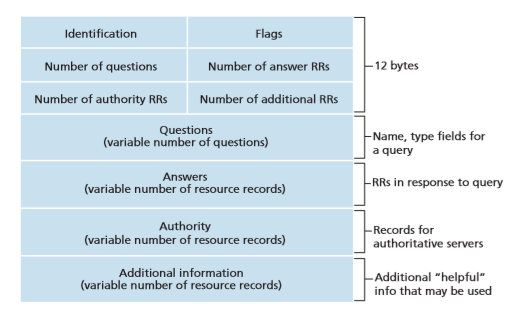 Identification
Flags
Number of questions
Number of answer RRs
Number of authority RRs
Number of additional RRs
12 bytes
Questions
(variable number of questions)
Name, type fields for
a query
Answers
(variable number of resource records)
RRs in response to query
Authority
(variable number of resource records)
Records for
authoritative servers
Additional information
(variable number of resource records)
Additional “helpful”
info that may be used